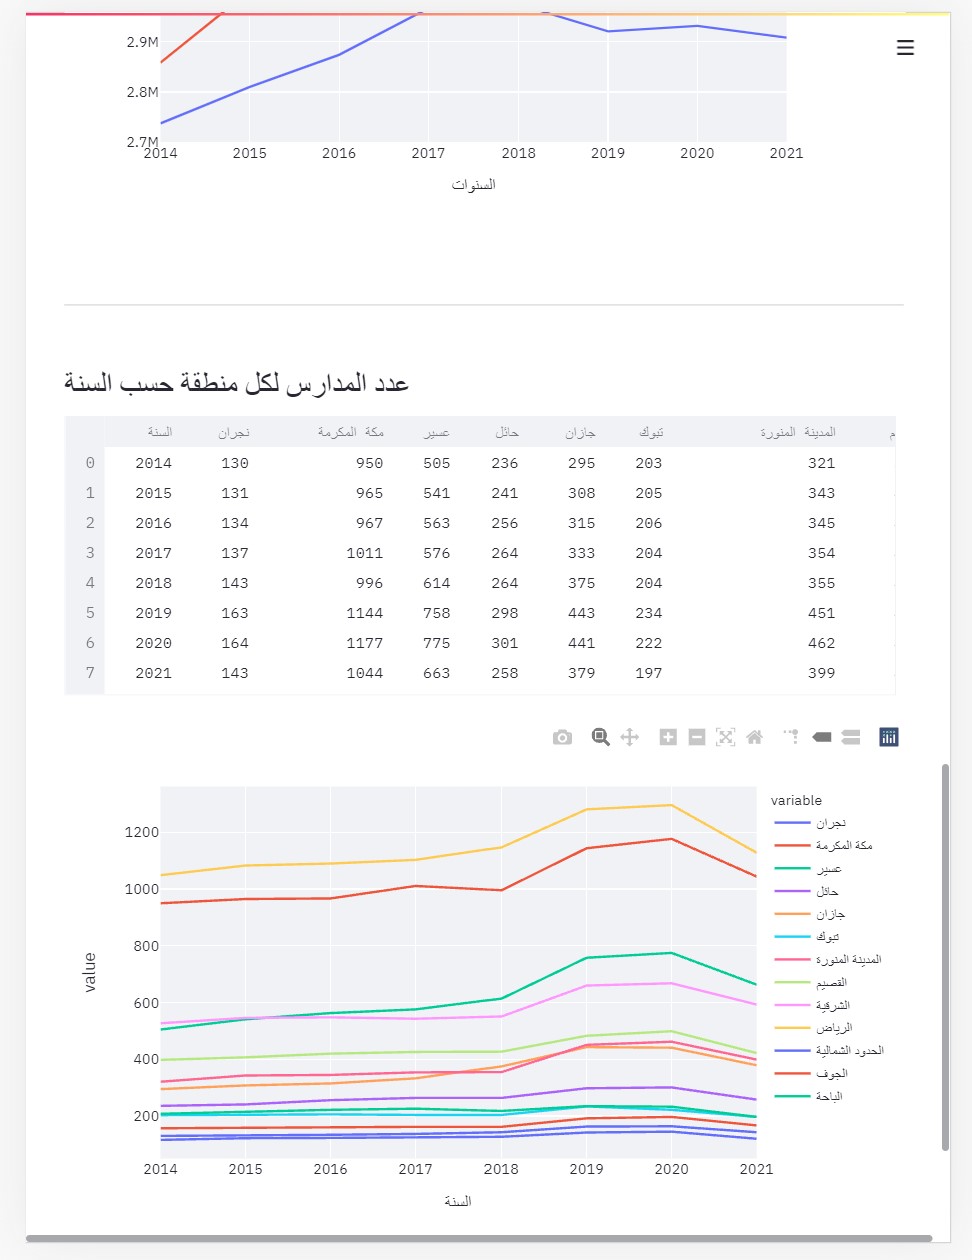 2.9M
2.8M
2.7M
2014 2015 2016 2017 2018 2019 2020 2021
السنوات
عدد المدارس لكل منطقة حسب السنة
السنة نجران مكة المكرمة عسير حائل جازان تبوك المدينة المنورة
0 2014 130 950 505 236 295 203 321
1 2015 131 965 541 241 308 205 343
2 2016 134 967 563 256 315 206 345
3 2017 137 1011 576 264 333 204 354
4 2018 143 996 614 264 375 204 355
5 2019 163 1144 758 298 443 234 451
6 2020 164 1177 775 301 441 222 462
7 2021 143 1044 663 258 379 197 399
variable
نجران
مكة المكرمة
عسير
حائل
جازان
تبوك
المدينة المنورة
القصيم
الشرقية
الرياض
الحدود الشمالية
الجوف
الباحة
1200
1000
800
600
400
200
value
2014 2015 2016 2017 2018 2019 2020 2021
السنة